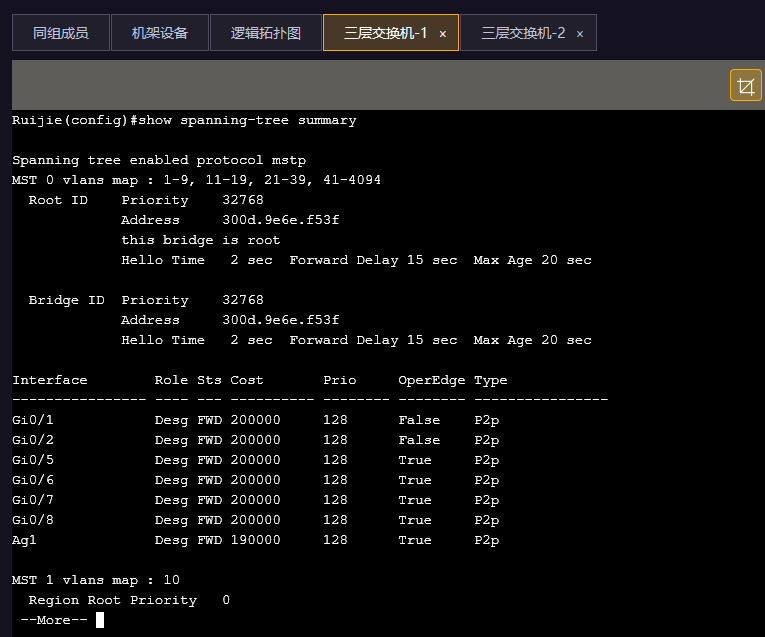 同组成员 机架设备 逻辑拓扑图 三层交换机-1 × 三层交换机-2 ×
Ruijie(config)#show spanning-tree summary
Spanning tree enabled protocol mstp
MST 0 vlans map : 1-9, 11-19, 21-39, 41-4094
  Root ID    Priority    32768
             Address     300d.9e6e.f53f
             this bridge is root
             Hello Time   2 sec  Forward Delay 15 sec  Max Age 20 sec
  Bridge ID  Priority    32768
             Address     300d.9e6e.f53f
             Hello Time   2 sec  Forward Delay 15 sec  Max Age 20 sec
Interface        Role Sts Cost       Prio     OperEdge Type
---------------- ---- --- ---------- -------- -------- ----------------
Gi0/1            Desg FWD 200000     128      False    P2p
Gi0/2            Desg FWD 200000     128      False    P2p
Gi0/5            Desg FWD 200000     128      True     P2p
Gi0/6            Desg FWD 200000     128      True     P2p
Gi0/7            Desg FWD 200000     128      True     P2p
Gi0/8            Desg FWD 200000     128      True     P2p
Ag1              Desg FWD 190000     128      True     P2p
MST 1 vlans map : 10
  Region Root Priority   0
 --More--